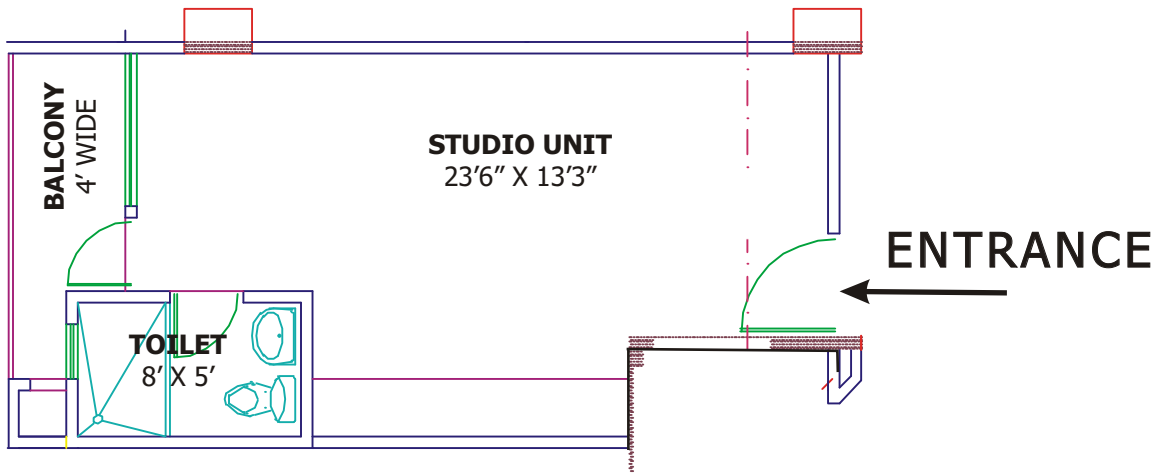 BALCONY
4’ WIDE
STUDIO UNIT
23’6” X 13’3”
ENTRANCE
TOILET
8’ X 5’